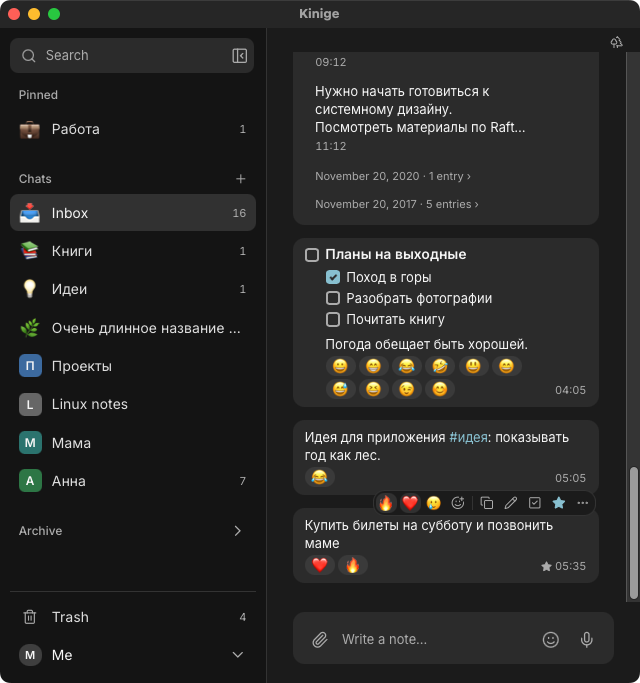 Kinige
Search
Pinned
Работа 1
Chats
Inbox 16
Книги 1
Идеи 1
Очень длинное название ...
П Проекты
L Linux notes
М Мама
А Анна 7
Archive
Trash 4
M Me
09:12
Нужно начать готовиться к
системному дизайну.
Посмотреть материалы по Raft...
11:12
November 20, 2020 · 1 entry ›
November 20, 2017 · 5 entries ›
Планы на выходные
Поход в горы
Разобрать фотографии
Почитать книгу
Погода обещает быть хорошей.
04:05
Идея для приложения #идея: показывать
год как лес.
05:05
Купить билеты на субботу и позвонить
маме
05:35
Write a note...